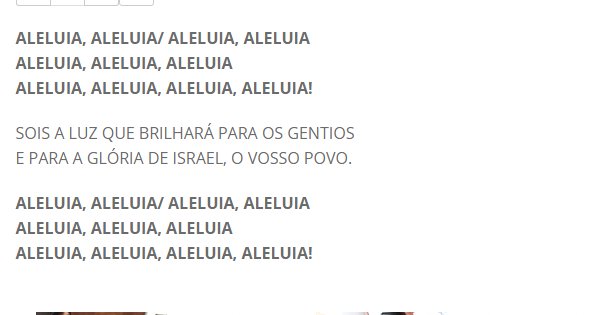 ALELUIA, ALELUIA/ ALELUIA, ALELUIA
ALELUIA, ALELUIA, ALELUIA
ALELUIA, ALELUIA, ALELUIA, ALELUIA!
SOIS A LUZ QUE BRILHARÁ PARA OS GENTIOS
E PARA A GLÓRIA DE ISRAEL, O VOSSO POVO.
ALELUIA, ALELUIA/ ALELUIA, ALELUIA
ALELUIA, ALELUIA, ALELUIA
ALELUIA, ALELUIA, ALELUIA, ALELUIA!